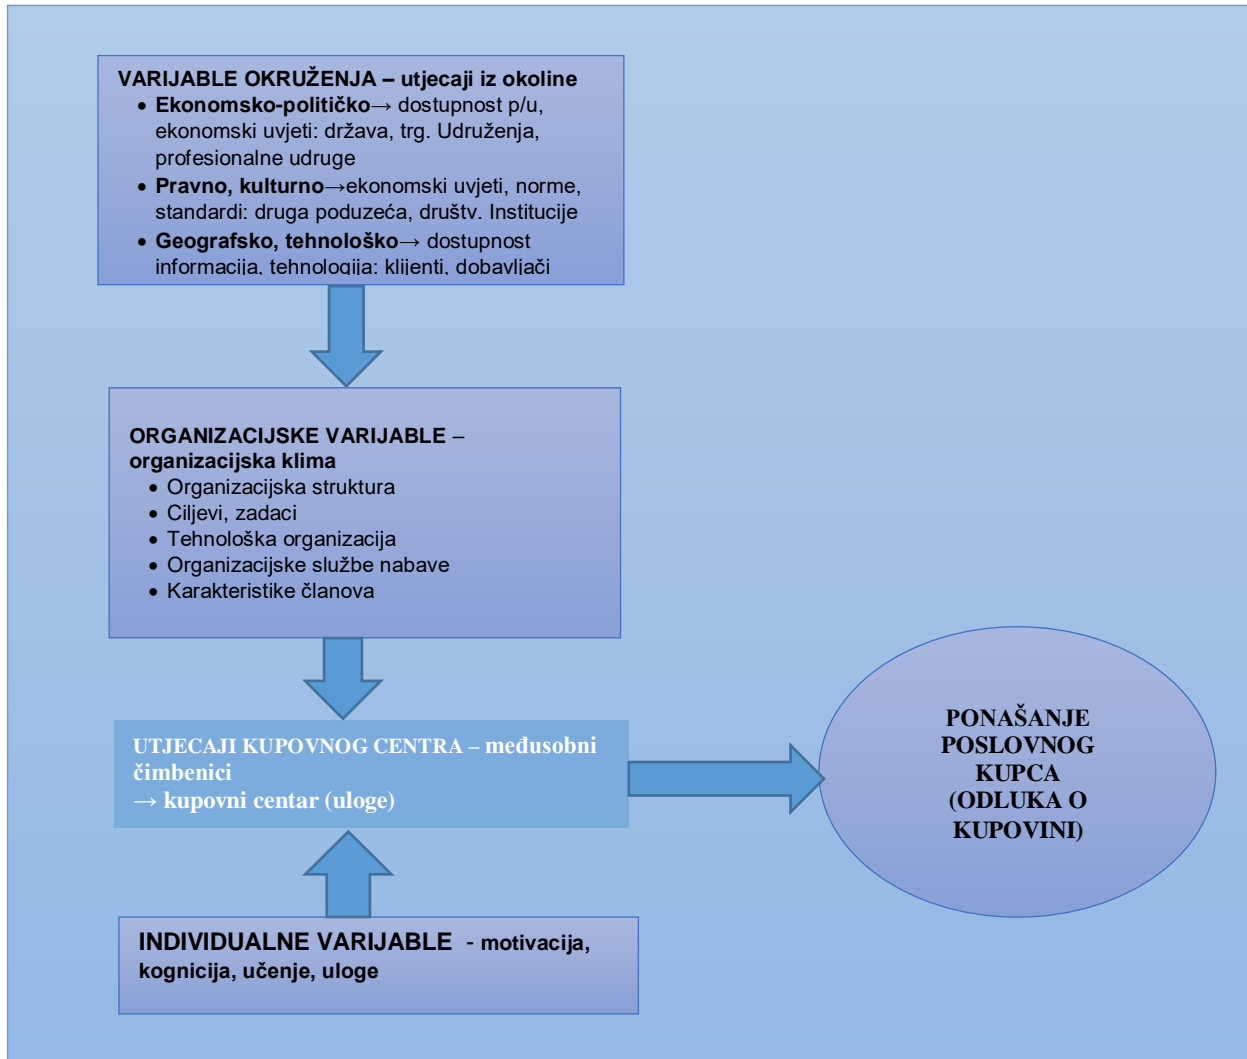 VARIJABLE OKRUŽENJA – utjecaji iz okoline
• Ekonomsko-političko→ dostupnost p/u,
ekonomski uvjeti: država, trg. Udruženja,
profesionalne udruge
• Pravno, kulturno→ekonomski uvjeti, norme,
standardi: druga poduzeća, društv. Institucije
• Geografsko, tehnološko→ dostupnost
informacija, tehnologija: klijenti, dobavljači
ORGANIZACIJSKE VARIJABLE –
organizacijska klima
• Organizacijska struktura
• Ciljevi, zadaci
• Tehnološka organizacija
• Organizacijske službe nabave
• Karakteristike članova
UTJECAJI KUPOVNOG CENTRA – međusobni
čimbenici
→ kupovni centar (uloge)
PONAŠANJE
POSLOVNOG
KUPCA
(ODLUKA O
KUPOVINI)
INDIVIDUALNE VARIJABLE - motivacija,
kognicija, učenje, uloge